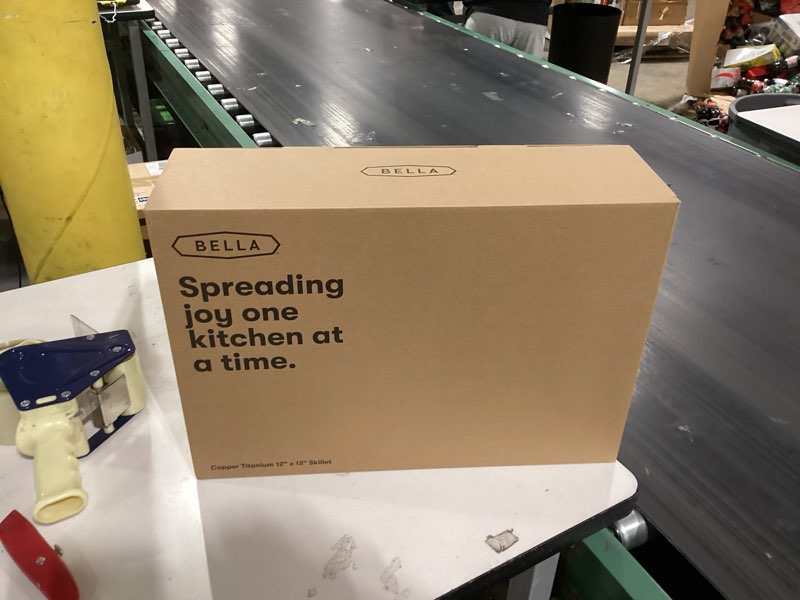 BELLA
BELLA
Spreading
joy one
kitchen at
a time.
Copper Titanium 12" x 12" Skillet